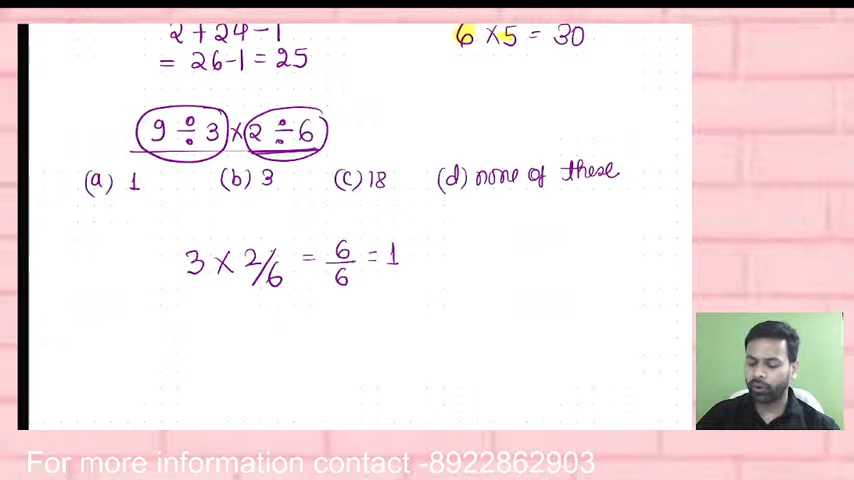 2 + 24 - 1
= 26 - 1 = 25
6 × 5 = 30
9 ÷ 3 × 2 ÷ 6
(a) 1 (b) 3 (c) 18 (d) none of these
3 × 2/6 = 6/6 = 1
For more information contact -8922862903